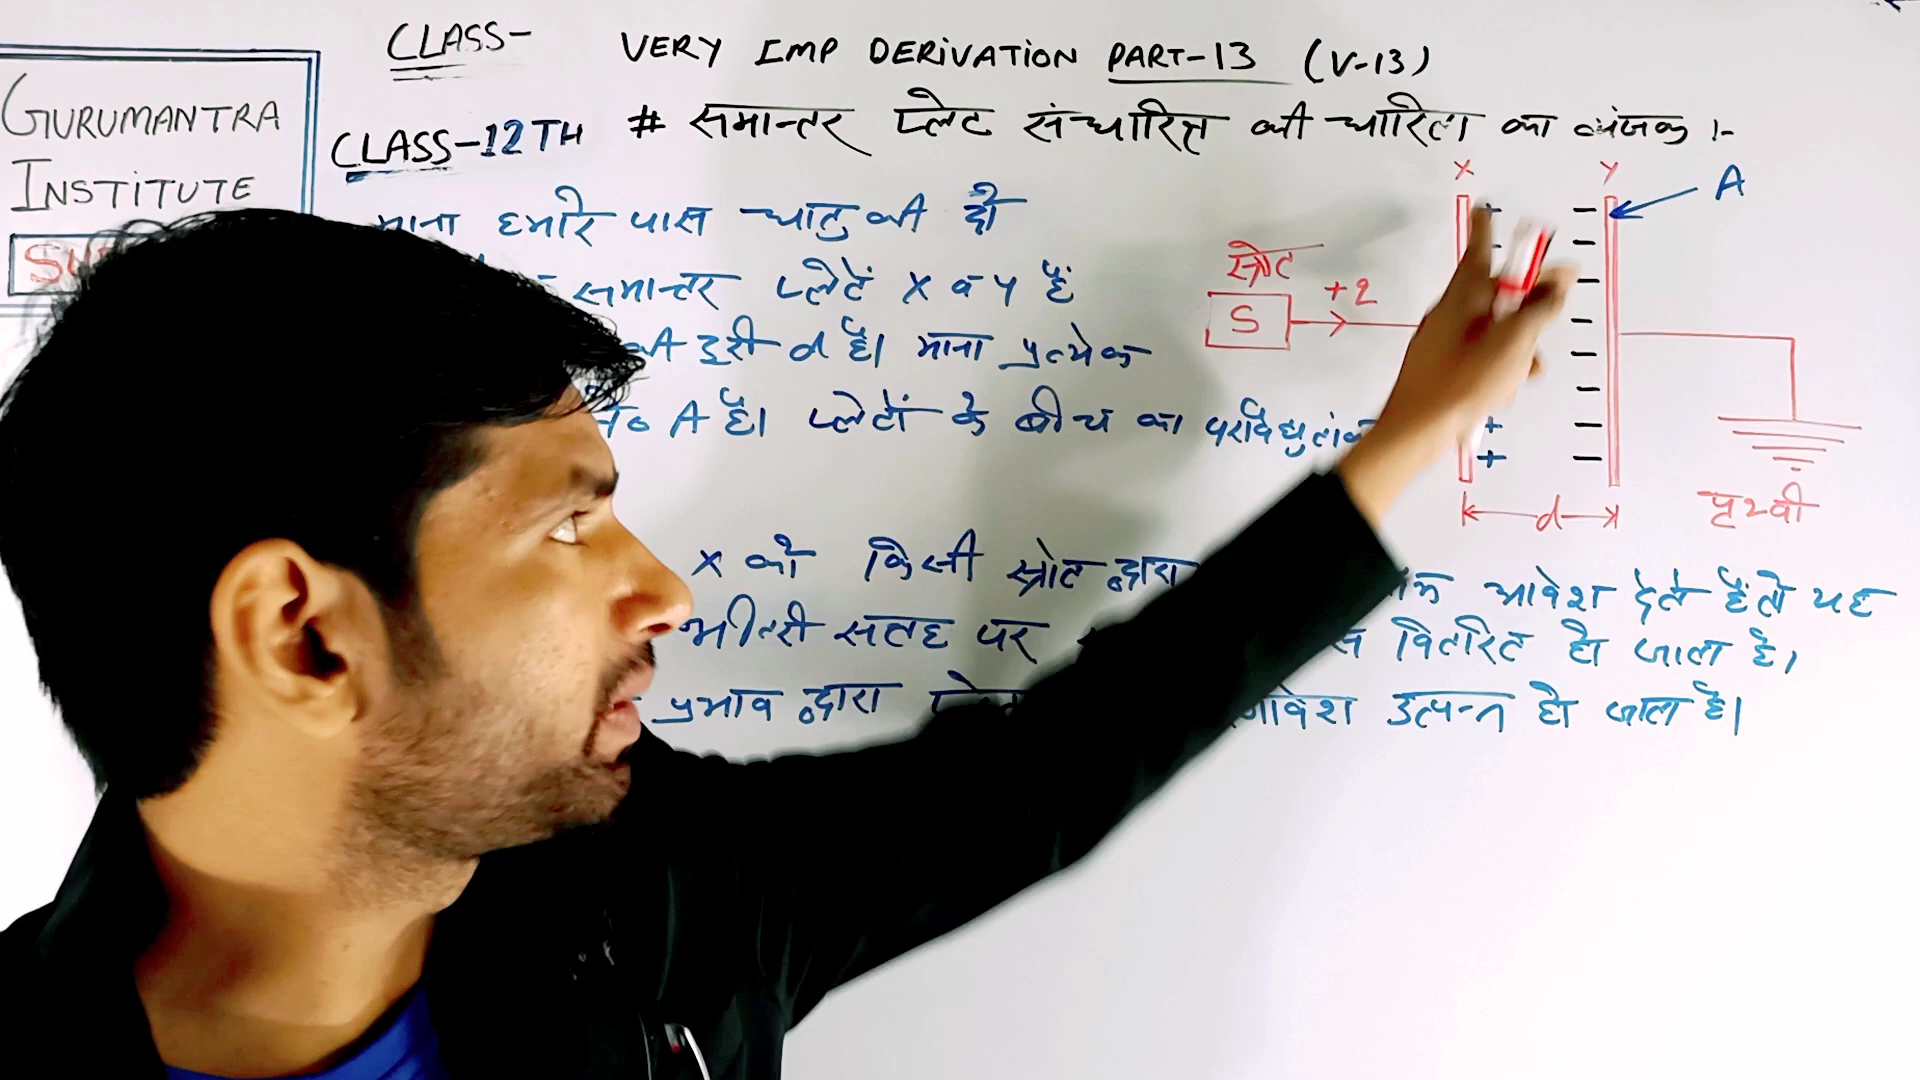 CLASS- VERY IMP DERIVATION PART-13 (V-13)
GURUMANTRA
INSTITUTE
CLASS-12TH # समान्तर प्लेट संधारित्र की धारिता का व्यंजक :-
माना हमारे पास धातु की दो
समान्तर प्लेटें X व Y हैं
की दूरी d है। माना प्रत्येक
A है। प्लेटों के बीच का परावैद्युतांक
X को किसी स्रोत द्वारा आवेश देते हैं तो यह
भीतरी सतह पर वितरित हो जाता है।
प्रभाव द्वारा आवेश उत्पन्न हो जाता है।
X Y
A
स्रोत
S
+q
+ +
- - - - - - - -
d
पृथ्वी